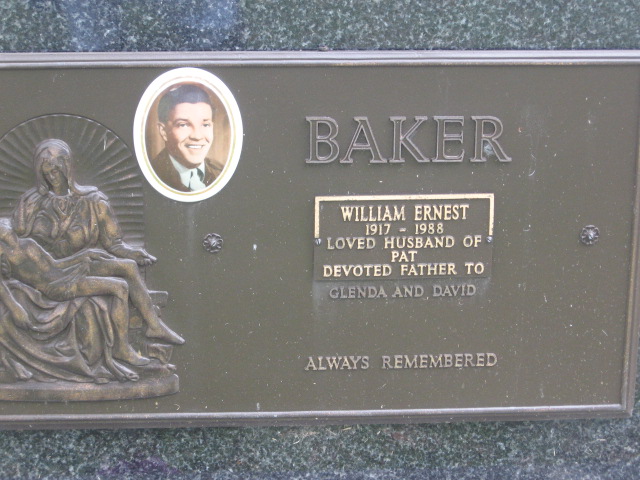 BAKER
WILLIAM ERNEST
1917 - 1988
LOVED HUSBAND OF
PAT
DEVOTED FATHER TO
GLENDA AND DAVID
ALWAYS REMEMBERED